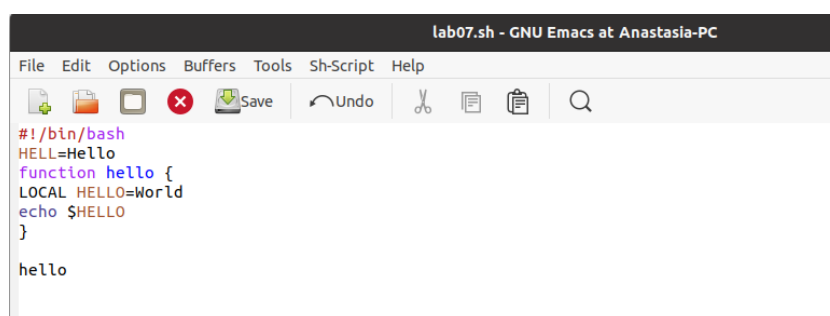 lab07.sh - GNU Emacs at Anastasia-PC
File Edit Options Buffers Tools Sh-Script Help
Save Undo
#!/bin/bash
HELL=Hello
function hello {
LOCAL HELLO=World
echo $HELLO
}
hello